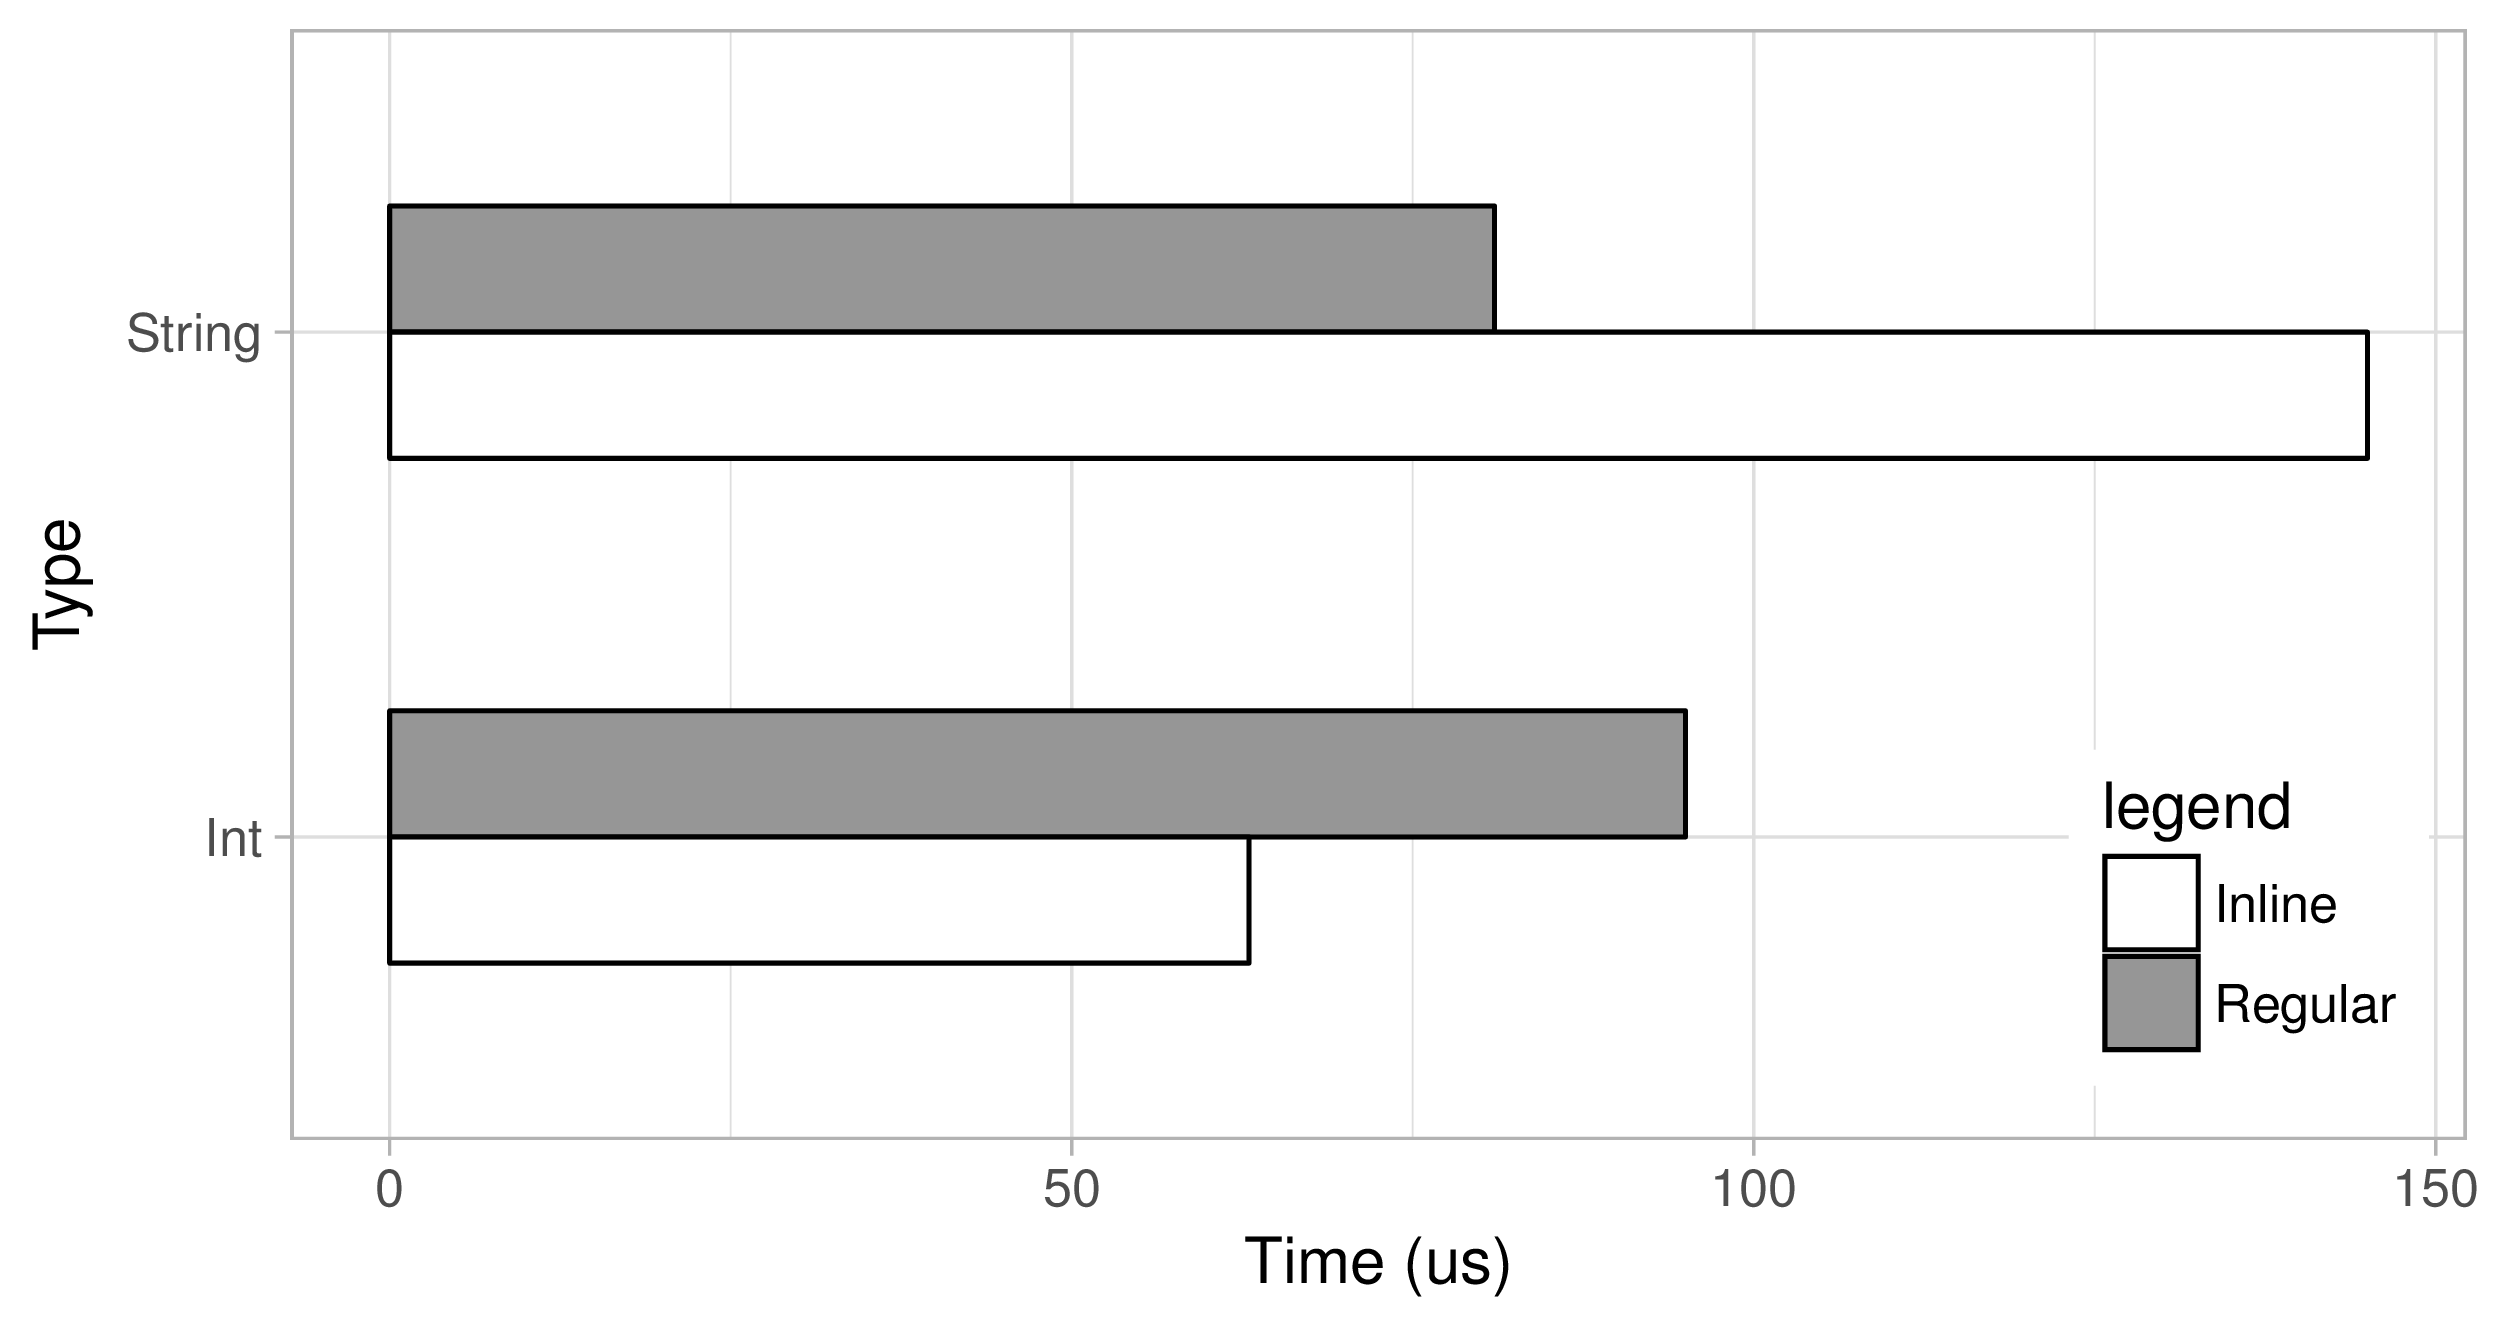 Type
String
Int
legend
Inline
Regular
0 50 100 150
Time (us)